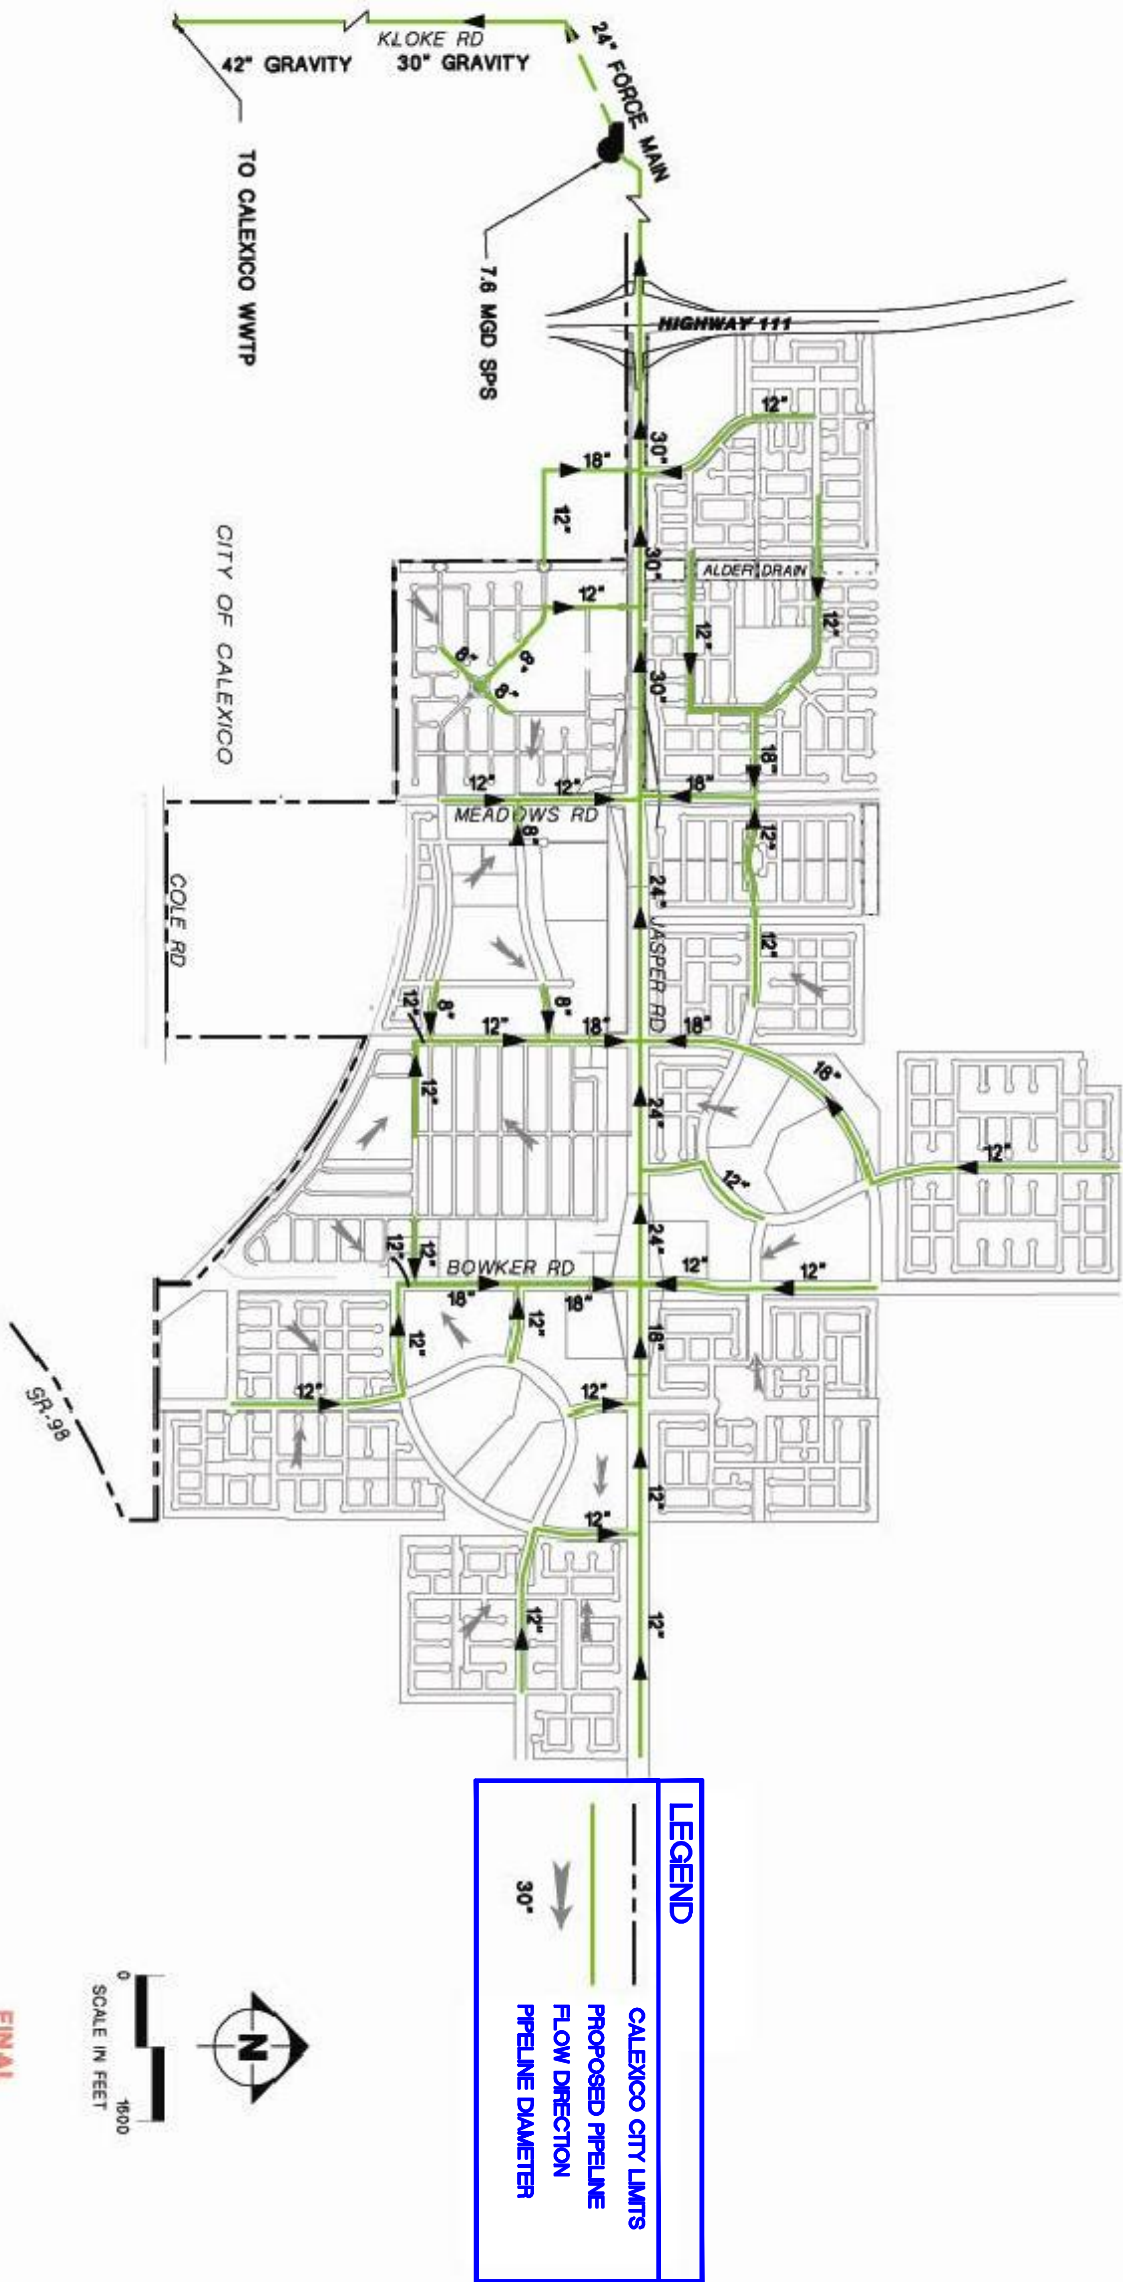 KLOKE RD
42" GRAVITY
30" GRAVITY
24" FORCE MAIN
TO CALEXICO WWTP
7.6 MGD SPS
HIGHWAY 111
12"
30"
18"
12"
30"
ALDER DRAIN
12"
12"
12"
8"
8"
8"
30"
18"
12"
12"
18"
MEADOWS RD
8"
12"
CITY OF CALEXICO
COLE RD
24"
JASPER RD
12"
12"
8"
8"
12"
18"
18"
18"
12"
24"
12"
12"
24"
12"
12"
BOWKER RD
12"
12"
18"
18"
12"
12"
18"
12"
12"
SR-98
12"
12"
12"
12"
LEGEND
CALEXICO CITY LIMITS
PROPOSED PIPELINE
FLOW DIRECTION
30"
PIPELINE DIAMETER
N
0
1600
SCALE IN FEET
FINAL